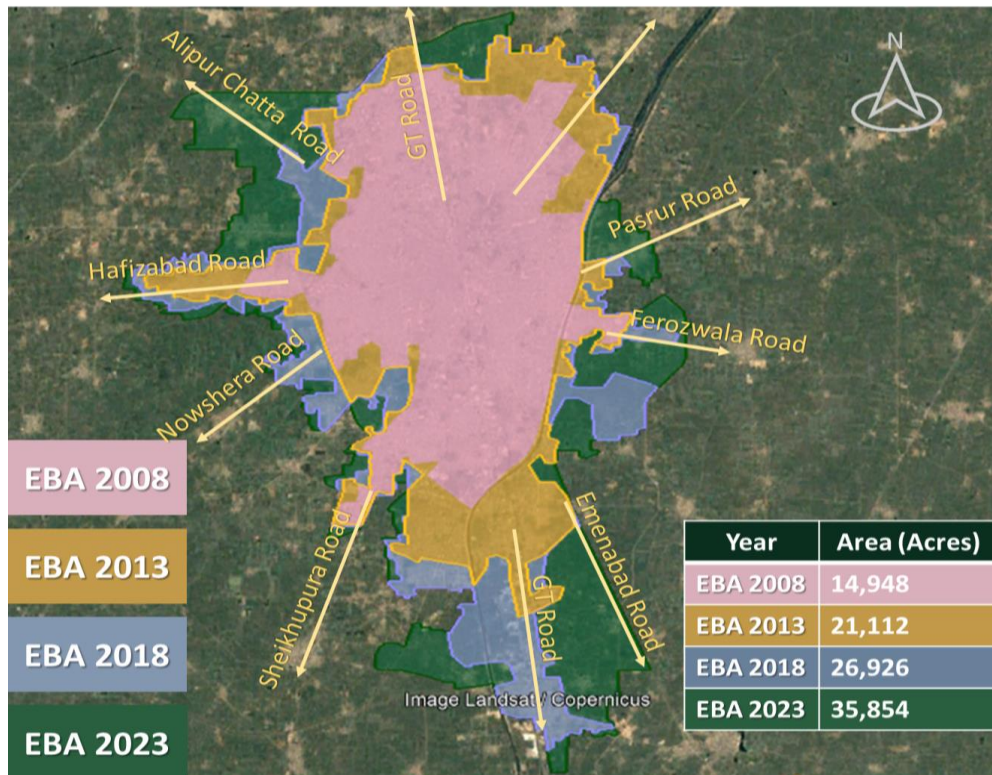 N
Alipur Chatta Road
GT Road
Pasrur Road
Hafizabad Road
Ferozwala Road
Nowshera Road
Sheikhupura Road
GT Road
Emenabad Road
Image Landsat / Copernicus
EBA 2008
EBA 2013
EBA 2018
EBA 2023
Year Area (Acres)
EBA 2008 14,948
EBA 2013 21,112
EBA 2018 26,926
EBA 2023 35,854